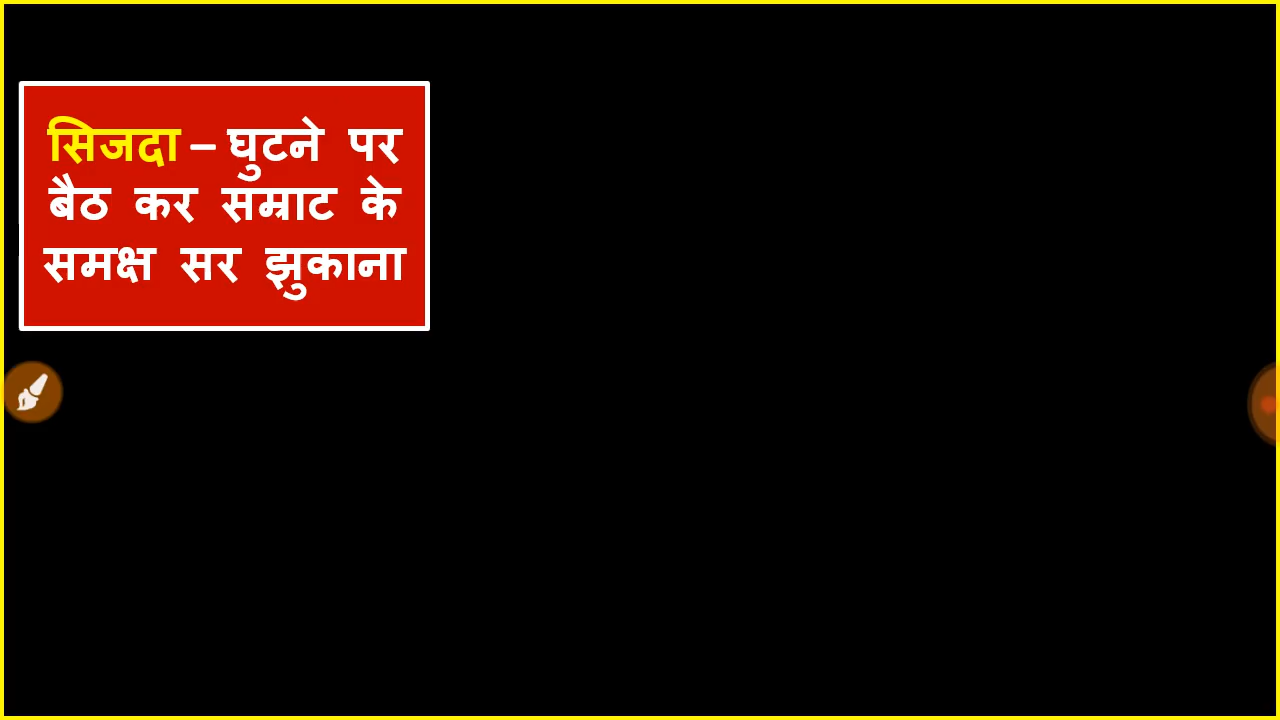 सिजदा – घुटने पर
बैठ कर सम्राट के
समक्ष सर झुकाना